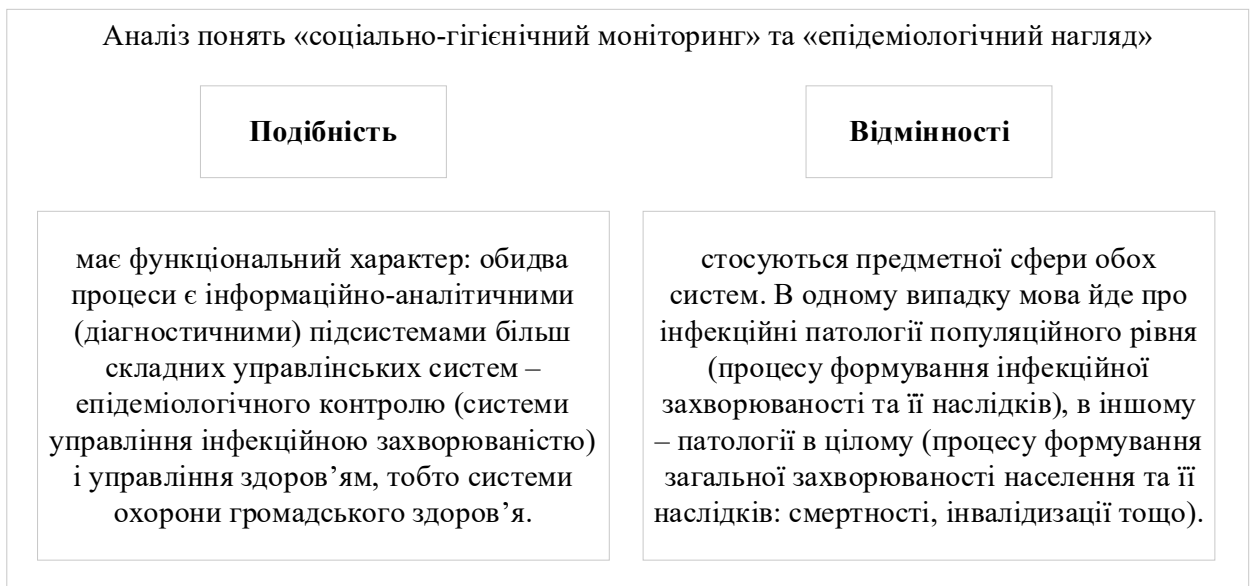 Аналіз понять «соціально-гігієнічний моніторинг» та «епідеміологічний нагляд»
Подібність
має функціональний характер: обидва
процеси є інформаційно-аналітичними
(діагностичними) підсистемами більш
складних управлінських систем –
епідеміологічного контролю (системи
управління інфекційною захворюваністю)
і управління здоров’ям, тобто системи
охорони громадського здоров’я.
Відмінності
стосуються предметної сфери обох
систем. В одному випадку мова йде про
інфекційні патології популяційного рівня
(процесу формування інфекційної
захворюваності та її наслідків), в іншому
– патології в цілому (процесу формування
загальної захворюваності населення та її
наслідків: смертності, інвалідизації тощо).